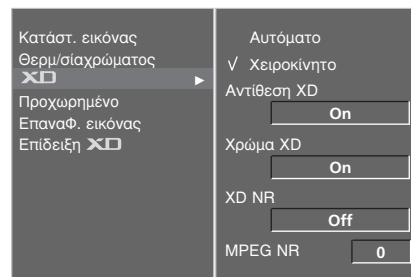 Κατάστ. εικόνας
Θερμ/σίαχρώματος
XD
Προχωρημένο
ΕπαναΦ. εικόνας
Επίδειξη XD
Αυτόματο
√ Χειροκίνητο
Αντίθεση XD
On
Χρώμα XD
On
XD NR
Off
MPEG NR 0